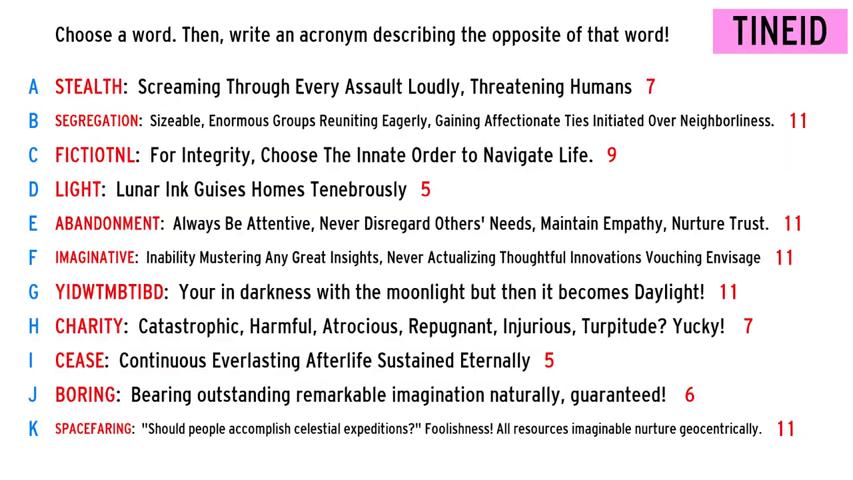 Choose a word. Then, write an acronym describing the opposite of that word!
TINEID
A STEALTH: Screaming Through Every Assault Loudly, Threatening Humans 7
B SEGREGATION: Sizeable, Enormous Groups Reuniting Eagerly, Gaining Affectionate Ties Initiated Over Neighborliness. 11
C FICTIOTNL: For Integrity, Choose The Innate Order to Navigate Life. 9
D LIGHT: Lunar Ink Guises Homes Tenebrously 5
E ABANDONMENT: Always Be Attentive, Never Disregard Others' Needs, Maintain Empathy, Nurture Trust. 11
F IMAGINATIVE: Inability Mustering Any Great Insights, Never Actualizing Thoughtful Innovations Vouching Envisage 11
G YIDWTMBTIBD: Your in darkness with the moonlight but then it becomes Daylight! 11
H CHARITY: Catastrophic, Harmful, Atrocious, Repugnant, Injurious, Turpitude? Yucky! 7
I CEASE: Continuous Everlasting Afterlife Sustained Eternally 5
J BORING: Bearing outstanding remarkable imagination naturally, guaranteed! 6
K SPACEFARING: "Should people accomplish celestial expeditions?" Foolishness! All resources imaginable nurture geocentrically. 11